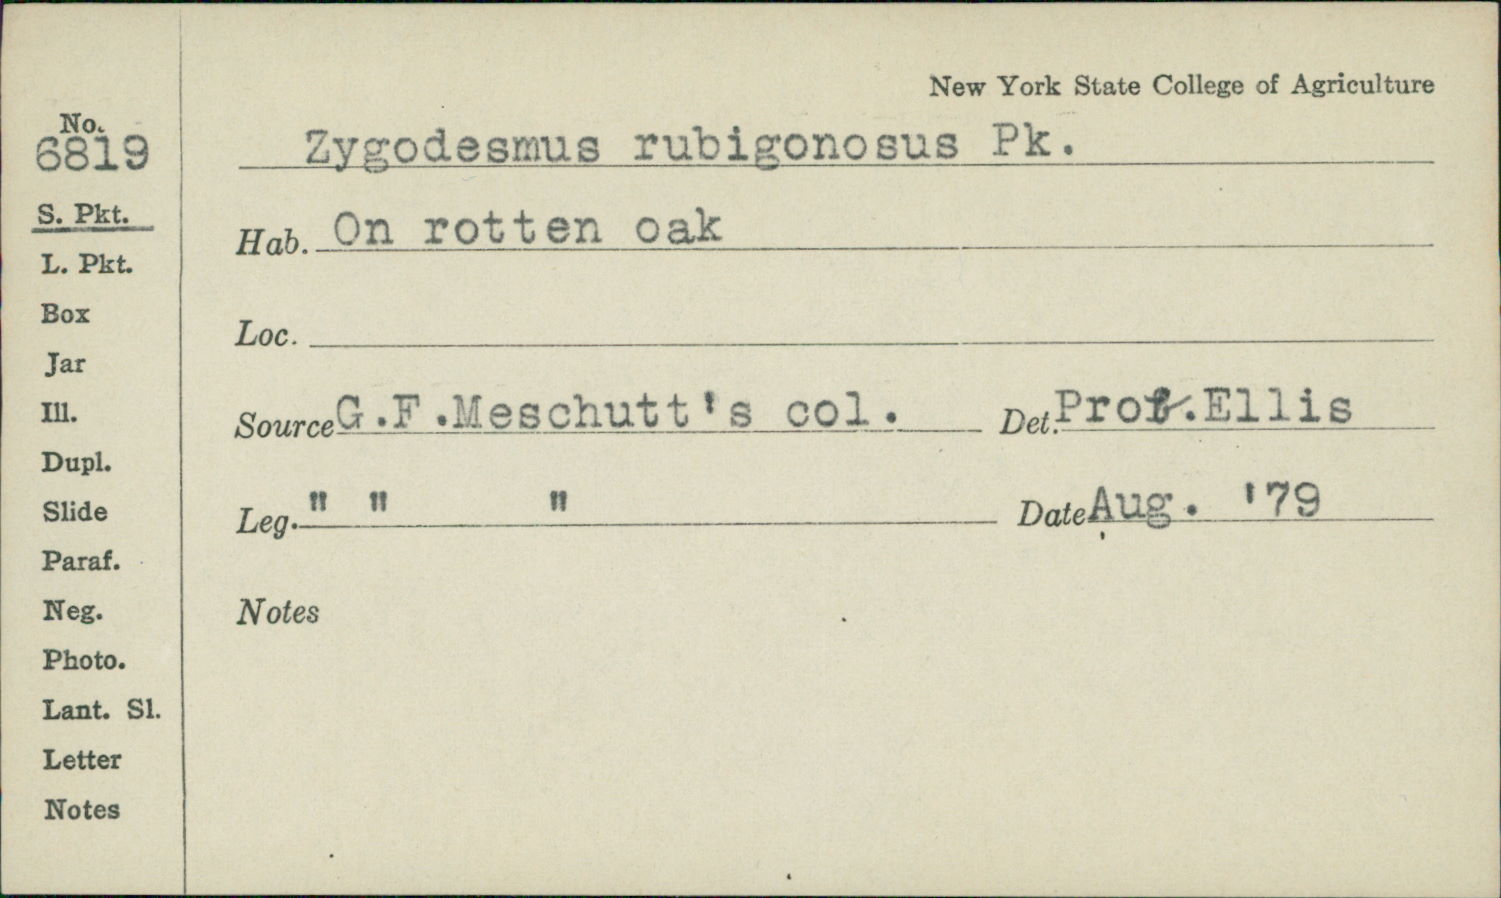 New York State College of Agriculture
No.
6819
Zygodesmus rubigonosus Pk.
S. Pkt.
Hab. On rotten oak
L. Pkt.
Box
Loc.
Jar
Ill.
Source G.F.Meschutt's col. Det. Prof.Ellis
Dupl.
Slide
Leg. " " " Date Aug. '79
Paraf.
Neg.
Notes
Photo.
Lant. Sl.
Letter
Notes